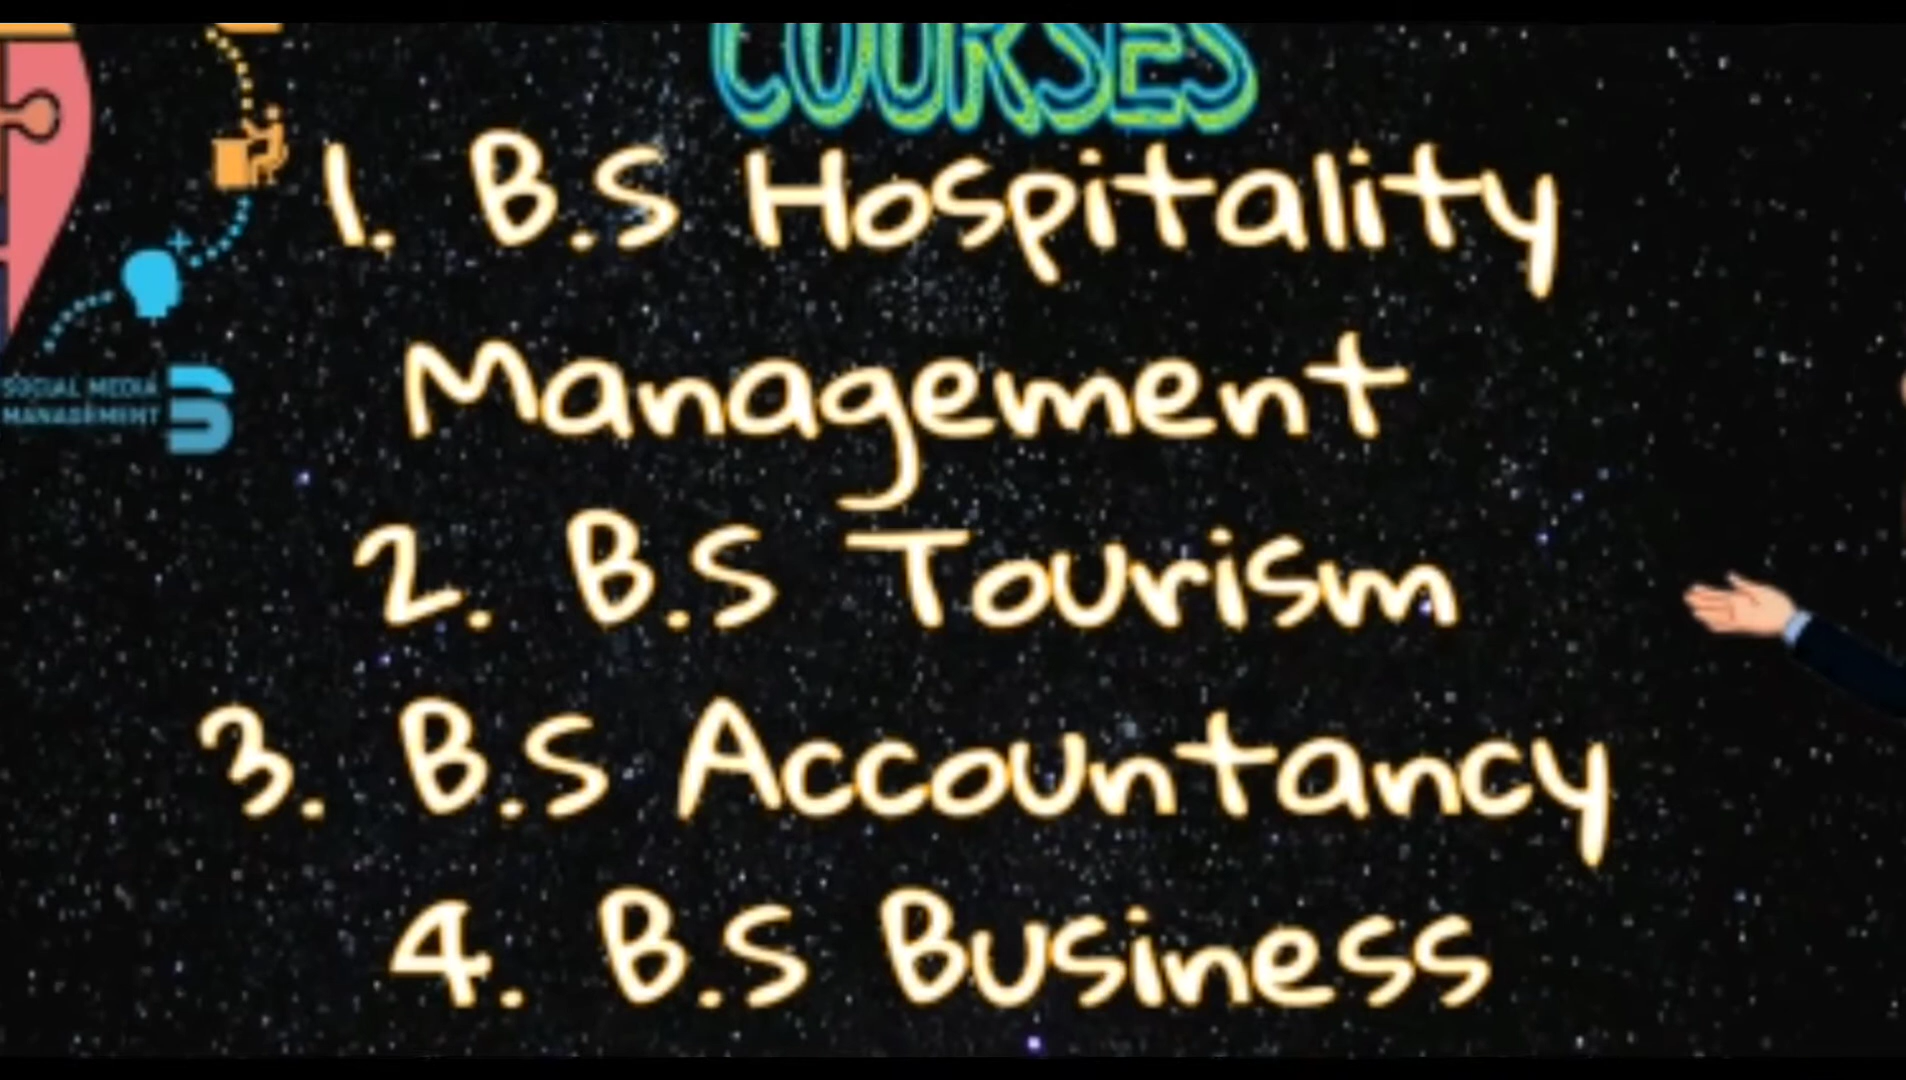 COURSES
1. B.S Hospitality
Management
2. B.S Tourism
3. B.S Accountancy
4. B.S Business
SOCIAL MEDIA
MANAGEMENT